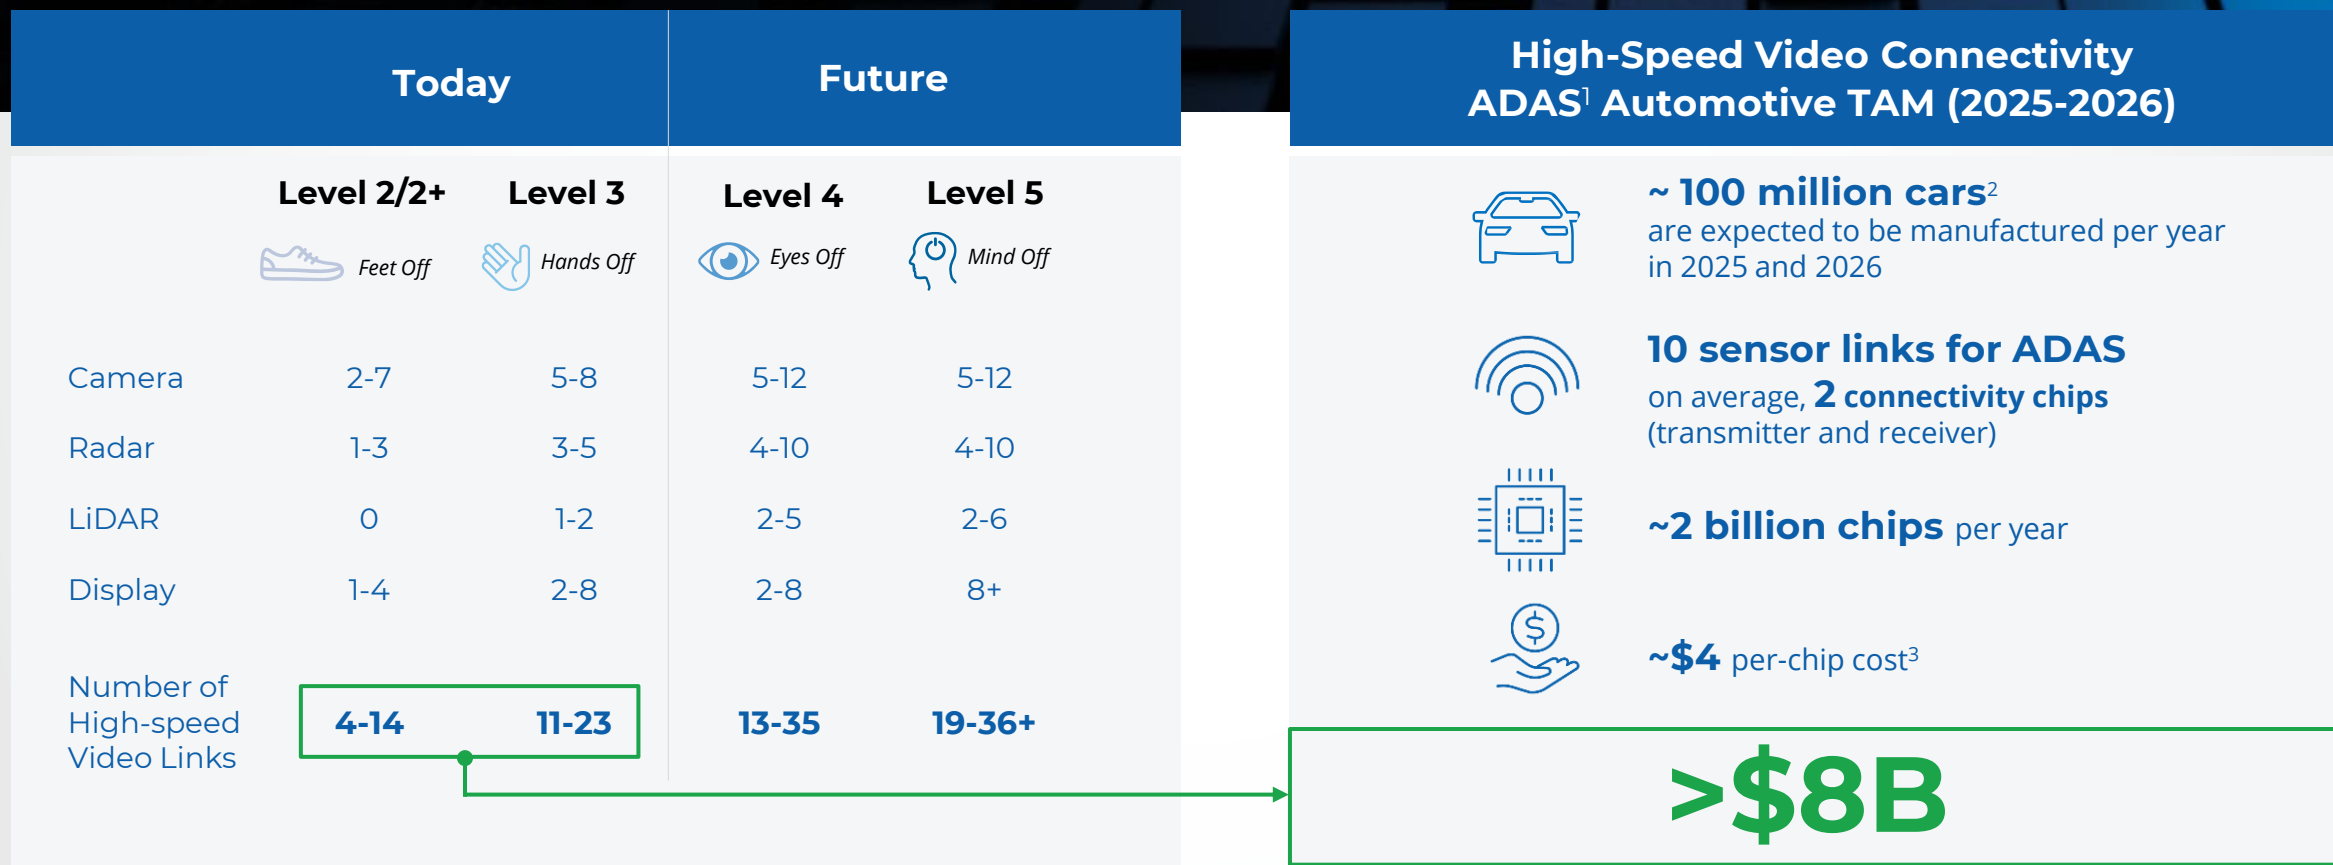 Today
Future
Level 2/2+ Level 3 Level 4 Level 5
Feet Off Hands Off Eyes Off Mind Off
Camera 2-7 5-8 5-12 5-12
Radar 1-3 3-5 4-10 4-10
LiDAR 0 1-2 2-5 2-6
Display 1-4 2-8 2-8 8+
Number of
High-speed
Video Links
4-14 11-23 13-35 19-36+
High-Speed Video Connectivity
ADAS¹ Automotive TAM (2025-2026)
~ 100 million cars²
are expected to be manufactured per year
in 2025 and 2026
10 sensor links for ADAS
on average, 2 connectivity chips
(transmitter and receiver)
~2 billion chips per year
$
~$4 per-chip cost³
>$8B